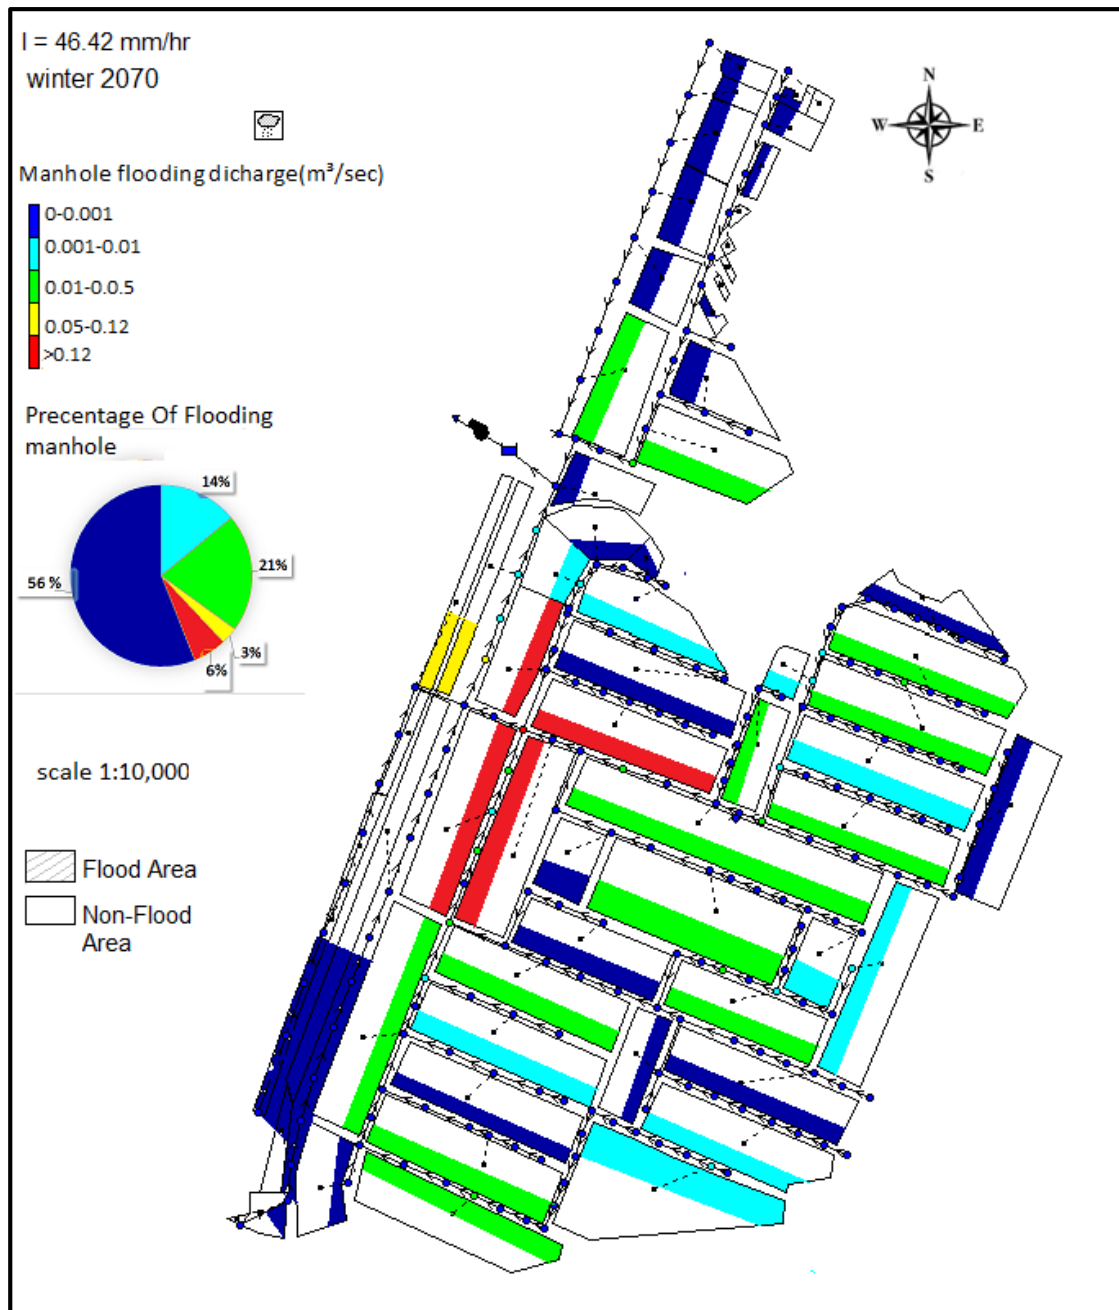 I = 46.42 mm/hr
winter 2070
N
W
E
S
Manhole flooding dicharge(m³/sec)
0-0.001
0.001-0.01
0.01-0.0.5
0.05-0.12
>0.12
Precentage Of Flooding
manhole
14%
21%
56 %
3%
6%
scale 1:10,000
Flood Area
Non-Flood
Area